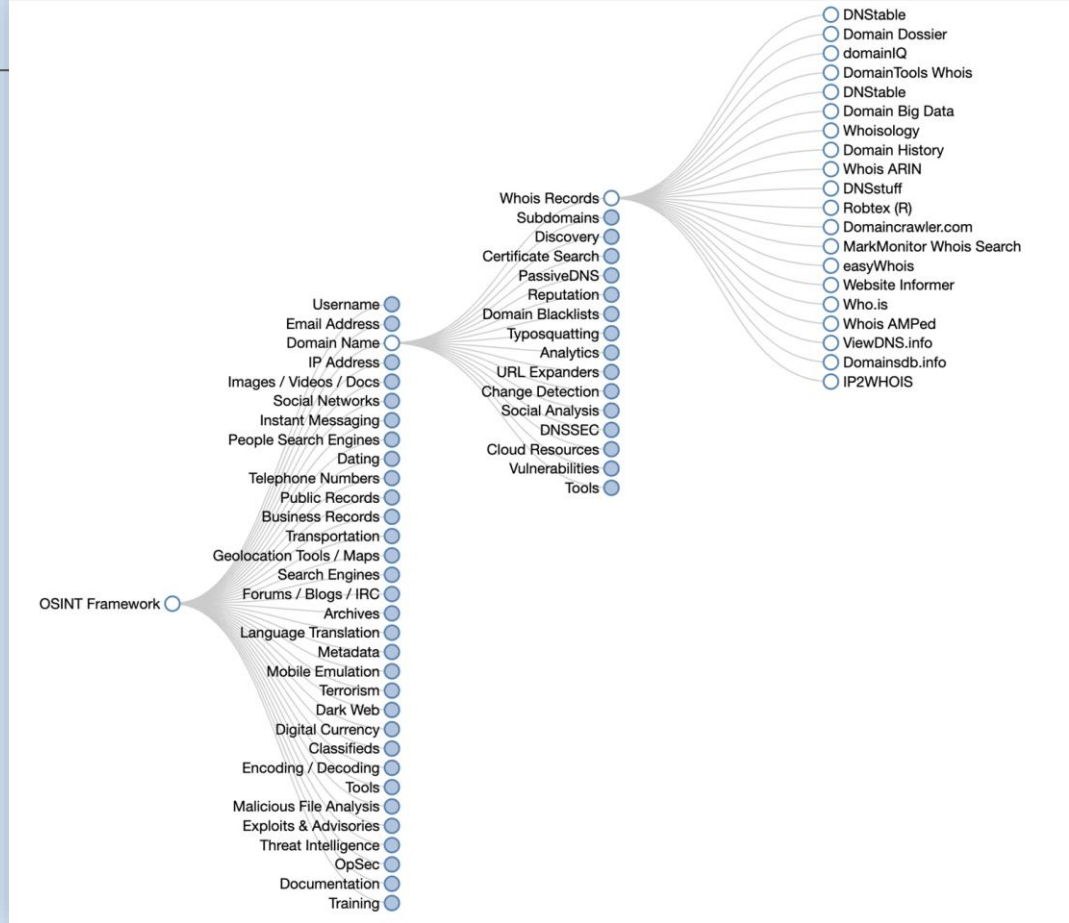 OSINT Framework
Username
Email Address
Domain Name
IP Address
Images / Videos / Docs
Social Networks
Instant Messaging
People Search Engines
Dating
Telephone Numbers
Public Records
Business Records
Transportation
Geolocation Tools / Maps
Search Engines
Forums / Blogs / IRC
Archives
Language Translation
Metadata
Mobile Emulation
Terrorism
Dark Web
Digital Currency
Classifieds
Encoding / Decoding
Tools
Malicious File Analysis
Exploits & Advisories
Threat Intelligence
OpSec
Documentation
Training
Whois Records
Subdomains
Discovery
Certificate Search
PassiveDNS
Reputation
Domain Blacklists
Typosquatting
Analytics
URL Expanders
Change Detection
Social Analysis
DNSSEC
Cloud Resources
Vulnerabilities
Tools
DNStable
Domain Dossier
domainIQ
DomainTools Whois
DNStable
Domain Big Data
Whoisology
Domain History
Whois ARIN
DNSstuff
Robtex (R)
Domaincrawler.com
MarkMonitor Whois Search
easyWhois
Website Informer
Who.is
Whois AMPed
ViewDNS.info
Domainsdb.info
IP2WHOIS